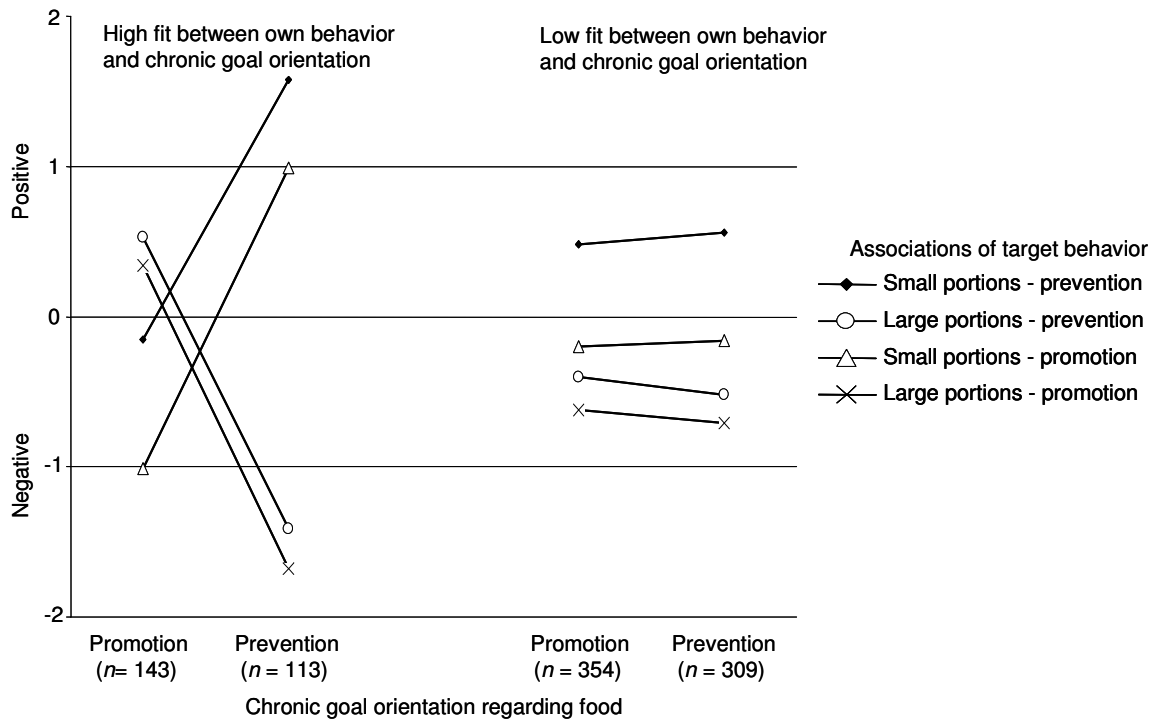 2
High fit between own behavior
and chronic goal orientation
Low fit between own behavior
and chronic goal orientation
Positive
1
0
Negative
-1
-2
Associations of target behavior
Small portions - prevention
Large portions - prevention
Small portions - promotion
Large portions - promotion
Promotion
(n= 143)
Prevention
(n = 113)
Promotion
(n = 354)
Prevention
(n = 309)
Chronic goal orientation regarding food